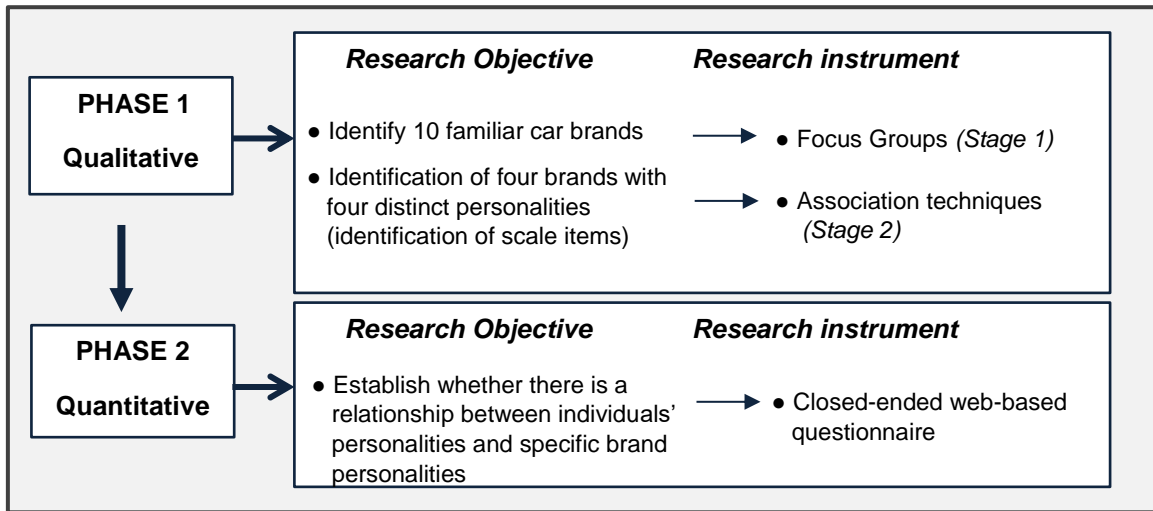 PHASE 1
Qualitative
Research Objective
Research instrument
● Identify 10 familiar car brands
● Focus Groups (Stage 1)
● Identification of four brands with
four distinct personalities
(identification of scale items)
● Association techniques
(Stage 2)
PHASE 2
Quantitative
Research Objective
Research instrument
● Establish whether there is a
relationship between individuals’
personalities and specific brand
personalities
● Closed-ended web-based
questionnaire